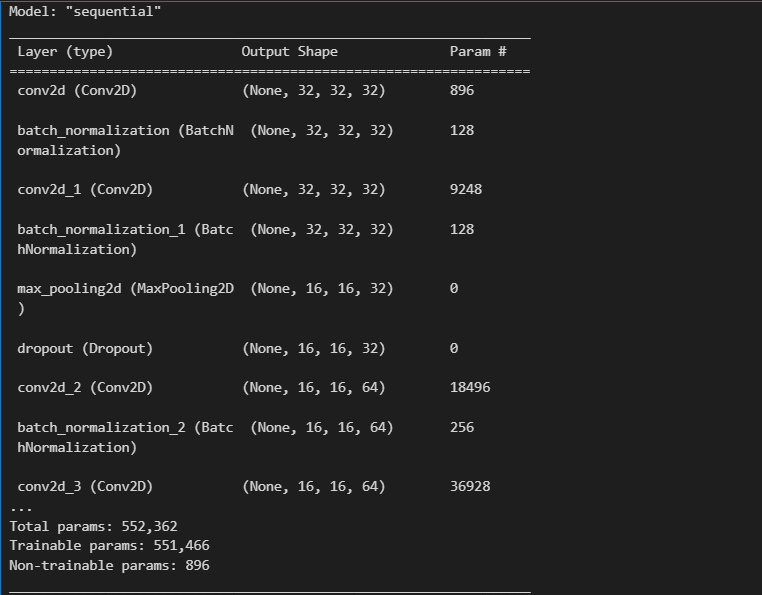 Model: "sequential"
Layer (type) Output Shape Param #
=================================================================
conv2d (Conv2D) (None, 32, 32, 32) 896
batch_normalization (BatchN (None, 32, 32, 32) 128
ormalization)
conv2d_1 (Conv2D) (None, 32, 32, 32) 9248
batch_normalization_1 (Batc (None, 32, 32, 32) 128
hNormalization)
max_pooling2d (MaxPooling2D (None, 16, 16, 32) 0
)
dropout (Dropout) (None, 16, 16, 32) 0
conv2d_2 (Conv2D) (None, 16, 16, 64) 18496
batch_normalization_2 (Batc (None, 16, 16, 64) 256
hNormalization)
conv2d_3 (Conv2D) (None, 16, 16, 64) 36928
...
Total params: 552,362
Trainable params: 551,466
Non-trainable params: 896